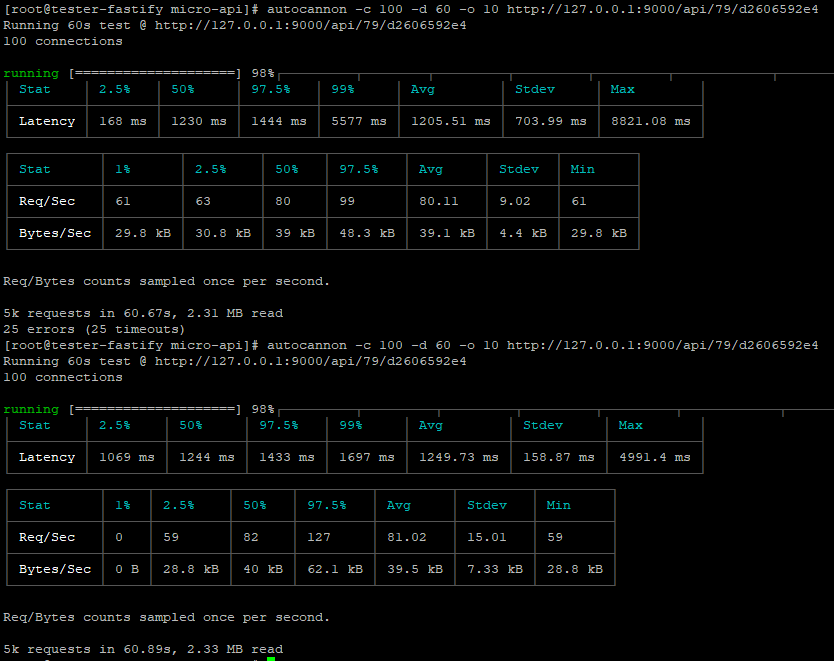 [root@tester-fastify micro-api]# autocannon -c 100 -d 60 -o 10 http://127.0.0.1:9000/api/79/d2606592e4
Running 60s test @ http://127.0.0.1:9000/api/79/d2606592e4
100 connections
running [====================] 98%
Stat 2.5% 50% 97.5% 99% Avg Stdev Max
Latency 168 ms 1230 ms 1444 ms 5577 ms 1205.51 ms 703.99 ms 8821.08 ms
Stat 1% 2.5% 50% 97.5% Avg Stdev Min
Req/Sec 61 63 80 99 80.11 9.02 61
Bytes/Sec 29.8 kB 30.8 kB 39 kB 48.3 kB 39.1 kB 4.4 kB 29.8 kB
Req/Bytes counts sampled once per second.
5k requests in 60.67s, 2.31 MB read
25 errors (25 timeouts)
[root@tester-fastify micro-api]# autocannon -c 100 -d 60 -o 10 http://127.0.0.1:9000/api/79/d2606592e4
Running 60s test @ http://127.0.0.1:9000/api/79/d2606592e4
100 connections
running [====================] 98%
Stat 2.5% 50% 97.5% 99% Avg Stdev Max
Latency 1069 ms 1244 ms 1433 ms 1697 ms 1249.73 ms 158.87 ms 4991.4 ms
Stat 1% 2.5% 50% 97.5% Avg Stdev Min
Req/Sec 0 59 82 127 81.02 15.01 59
Bytes/Sec 0 B 28.8 kB 40 kB 62.1 kB 39.5 kB 7.33 kB 28.8 kB
Req/Bytes counts sampled once per second.
5k requests in 60.89s, 2.33 MB read